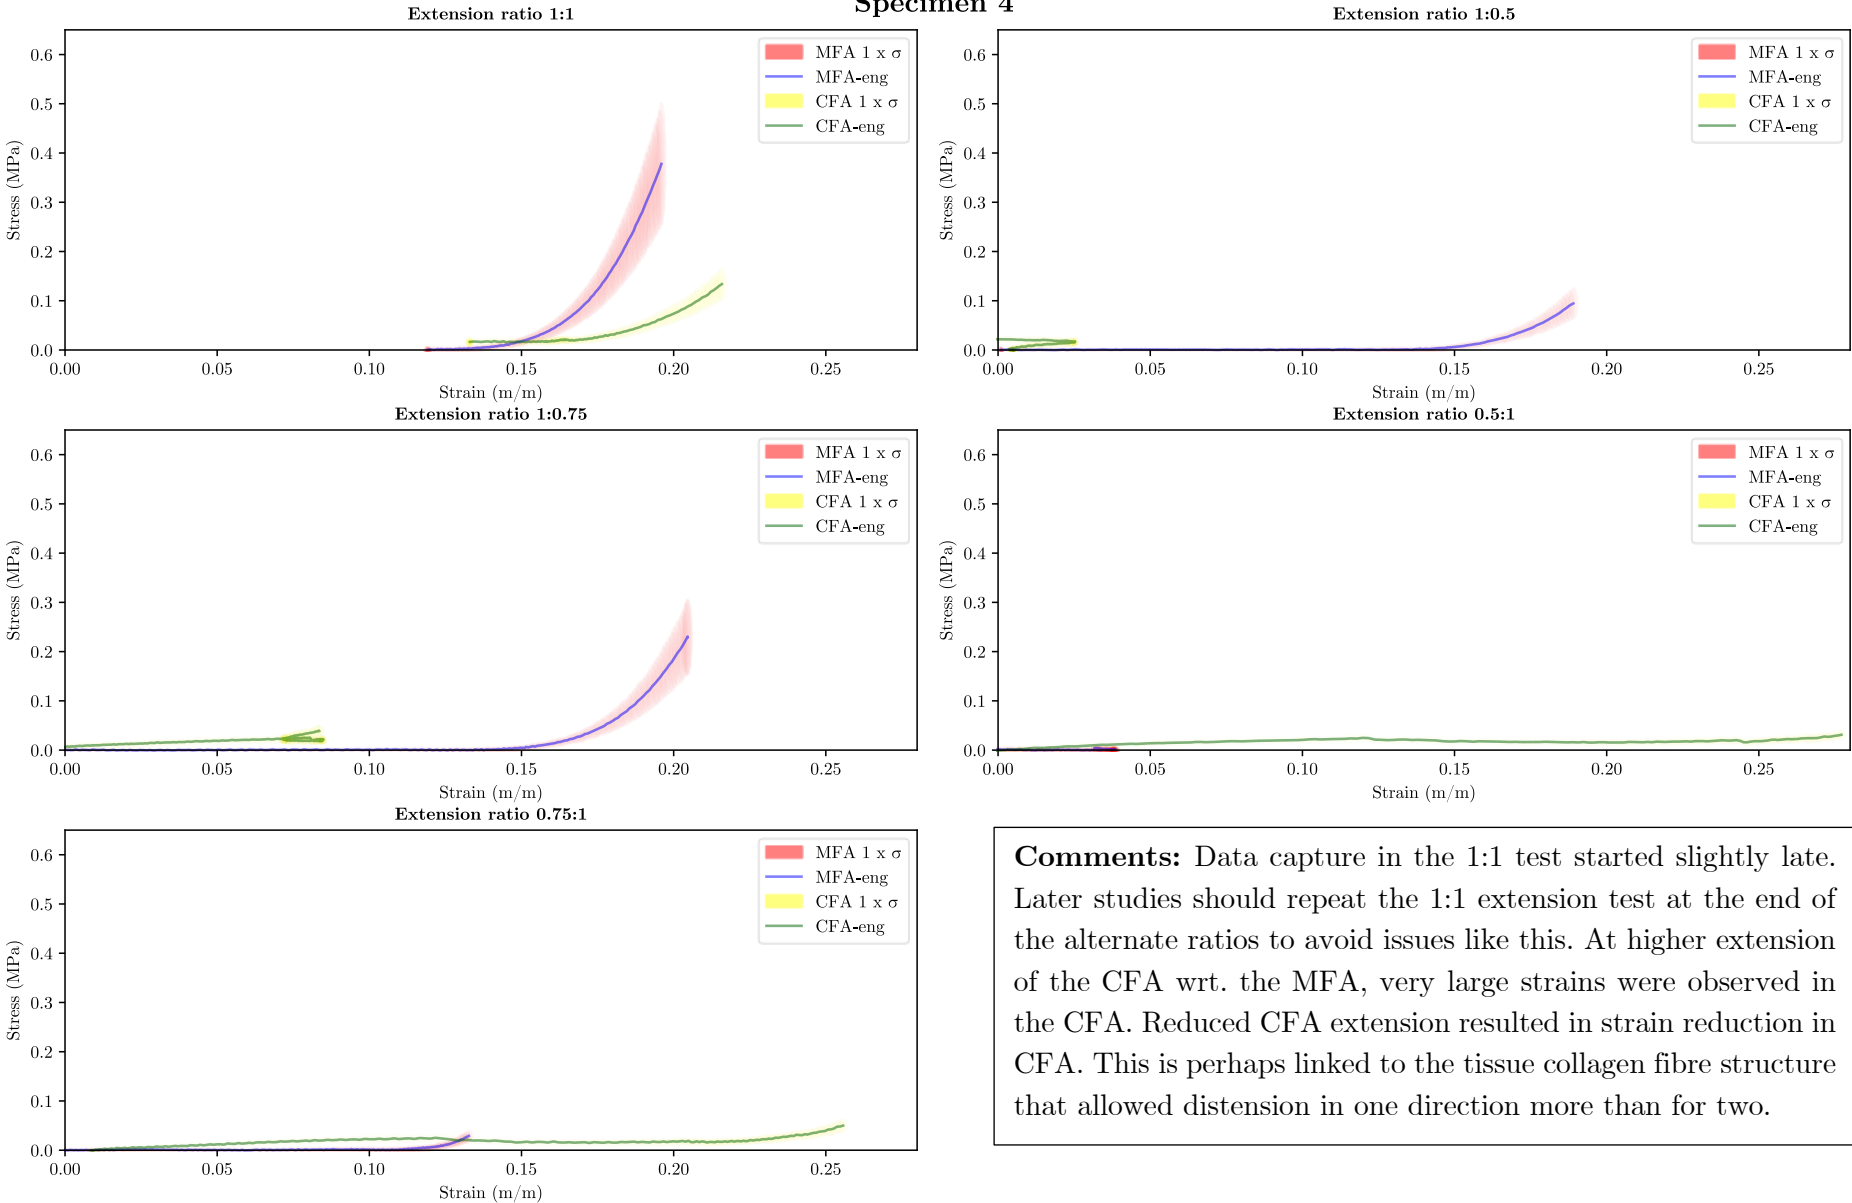 Specimen 4
Extension ratio 1:1
0.6
0.5
0.4
0.3
0.2
0.1
0.0
Stress (MPa)
0.00 0.05 0.10 0.15 0.20 0.25
Strain (m/m)
MFA 1 x σ
MFA-eng
CFA 1 x σ
CFA-eng
Extension ratio 1:0.5
0.6
0.5
0.4
0.3
0.2
0.1
0.0
Stress (MPa)
0.00 0.05 0.10 0.15 0.20 0.25
Strain (m/m)
MFA 1 x σ
MFA-eng
CFA 1 x σ
CFA-eng
Extension ratio 1:0.75
0.6
0.5
0.4
0.3
0.2
0.1
0.0
Stress (MPa)
0.00 0.05 0.10 0.15 0.20 0.25
Strain (m/m)
MFA 1 x σ
MFA-eng
CFA 1 x σ
CFA-eng
Extension ratio 0.5:1
0.6
0.5
0.4
0.3
0.2
0.1
0.0
Stress (MPa)
0.00 0.05 0.10 0.15 0.20 0.25
Strain (m/m)
MFA 1 x σ
MFA-eng
CFA 1 x σ
CFA-eng
Extension ratio 0.75:1
0.6
0.5
0.4
0.3
0.2
0.1
0.0
Stress (MPa)
0.00 0.05 0.10 0.15 0.20 0.25
Strain (m/m)
MFA 1 x σ
MFA-eng
CFA 1 x σ
CFA-eng
Comments: Data capture in the 1:1 test started slightly late.
Later studies should repeat the 1:1 extension test at the end of
the alternate ratios to avoid issues like this. At higher extension
of the CFA wrt. the MFA, very large strains were observed in
the CFA. Reduced CFA extension resulted in strain reduction in
CFA. This is perhaps linked to the tissue collagen fibre structure
that allowed distension in one direction more than for two.